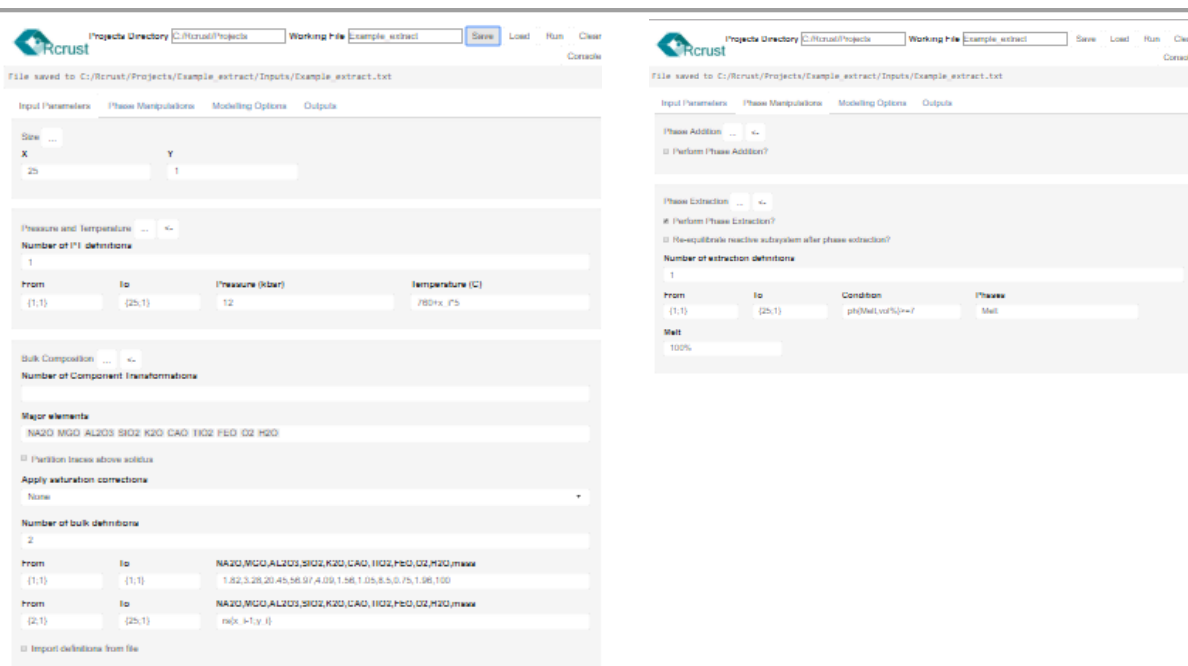 Rcrust
Projects Directory C:/Rcrust/Projects Working File Example_extract Save Load Run Clear
Console
File saved to C:/Rcrust/Projects/Example_extract/Inputs/Example_extract.txt
Input Parameters Phase Manipulations Modelling Options Outputs
Size ...
X Y
25 1
Pressure and Temperature ... <-
Number of PT definitions
1
From To Pressure (kbar) Temperature (C)
{1;1} {25;1} 12 780+x_i*5
Bulk Composition ... <-
Number of Component Transformations
Major elements
NA2O MGO AL2O3 SIO2 K2O CAO TIO2 FEO O2 H2O
Partition traces above solidus
Apply saturation corrections
None
Number of bulk definitions
2
From To NA2O,MGO,AL2O3,SIO2,K2O,CAO,TIO2,FEO,O2,H2O,mass
{1;1} {1;1} 1.82,3.28,20.45,56.97,4.09,1.56,1.05,8.5,0.75,1.96,100
From To NA2O,MGO,AL2O3,SIO2,K2O,CAO,TIO2,FEO,O2,H2O,mass
{2;1} {25;1} rs{x_i-1;y_i}
Import definitions from file
Rcrust
Projects Directory C:/Rcrust/Projects Working File Example_extract Save Load Run Clea
Consol
File saved to C:/Rcrust/Projects/Example_extract/Inputs/Example_extract.txt
Input Parameters Phase Manipulations Modelling Options Outputs
Phase Addition ... <-
Perform Phase Addition?
Phase Extraction ... <-
Perform Phase Extraction?
Re-equilibrate reactive subsystem after phase extraction?
Number of extraction definitions
1
From To Condition Phases
{1;1} {25;1} ph{Melt;vol%}>=7 Melt
Melt
100%